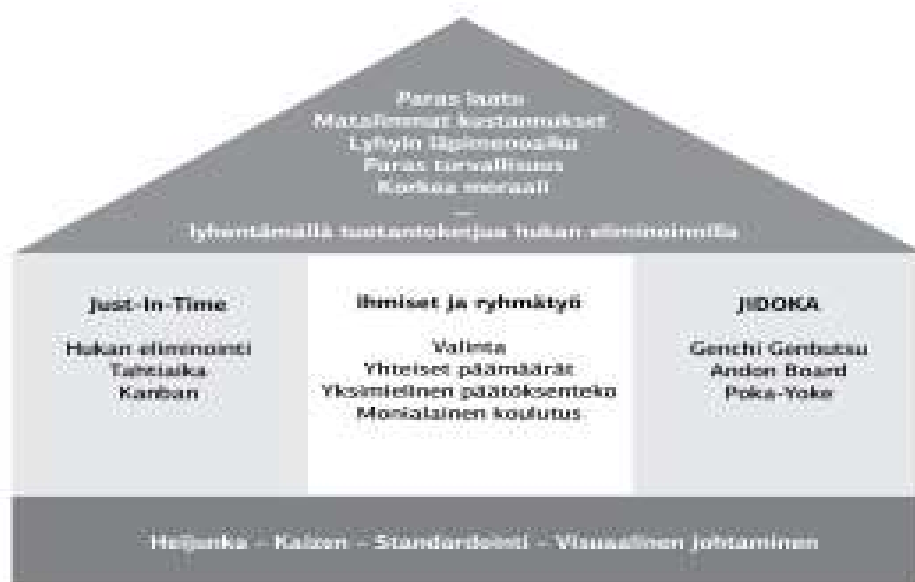 Paras laatu
Matalimmat kustannukset
Lyhyin läpimenoaika
Paras turvallisuus
Korkea moraali
—
lyhentämällä tuotantoketjua hukan eliminoinnilla
Just-In-Time
Hukan eliminointi
Tahtiaika
Kanban
Ihmiset ja ryhmätyö
Valinta
Yhteiset päämäärät
Yksimielinen päätöksenteko
Monialainen koulutus
JIDOKA
Genchi Genbutsu
Andon Board
Poka-Yoke
Heijunka – Kaizen – Standardointi – Visuaalinen johtaminen